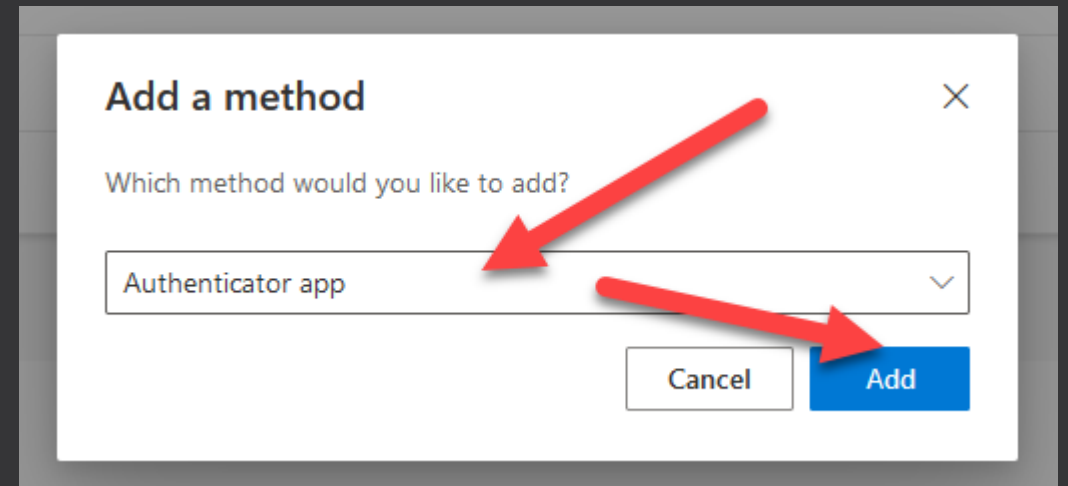 Add a method
Which method would you like to add?
Authenticator app
Cancel
Add